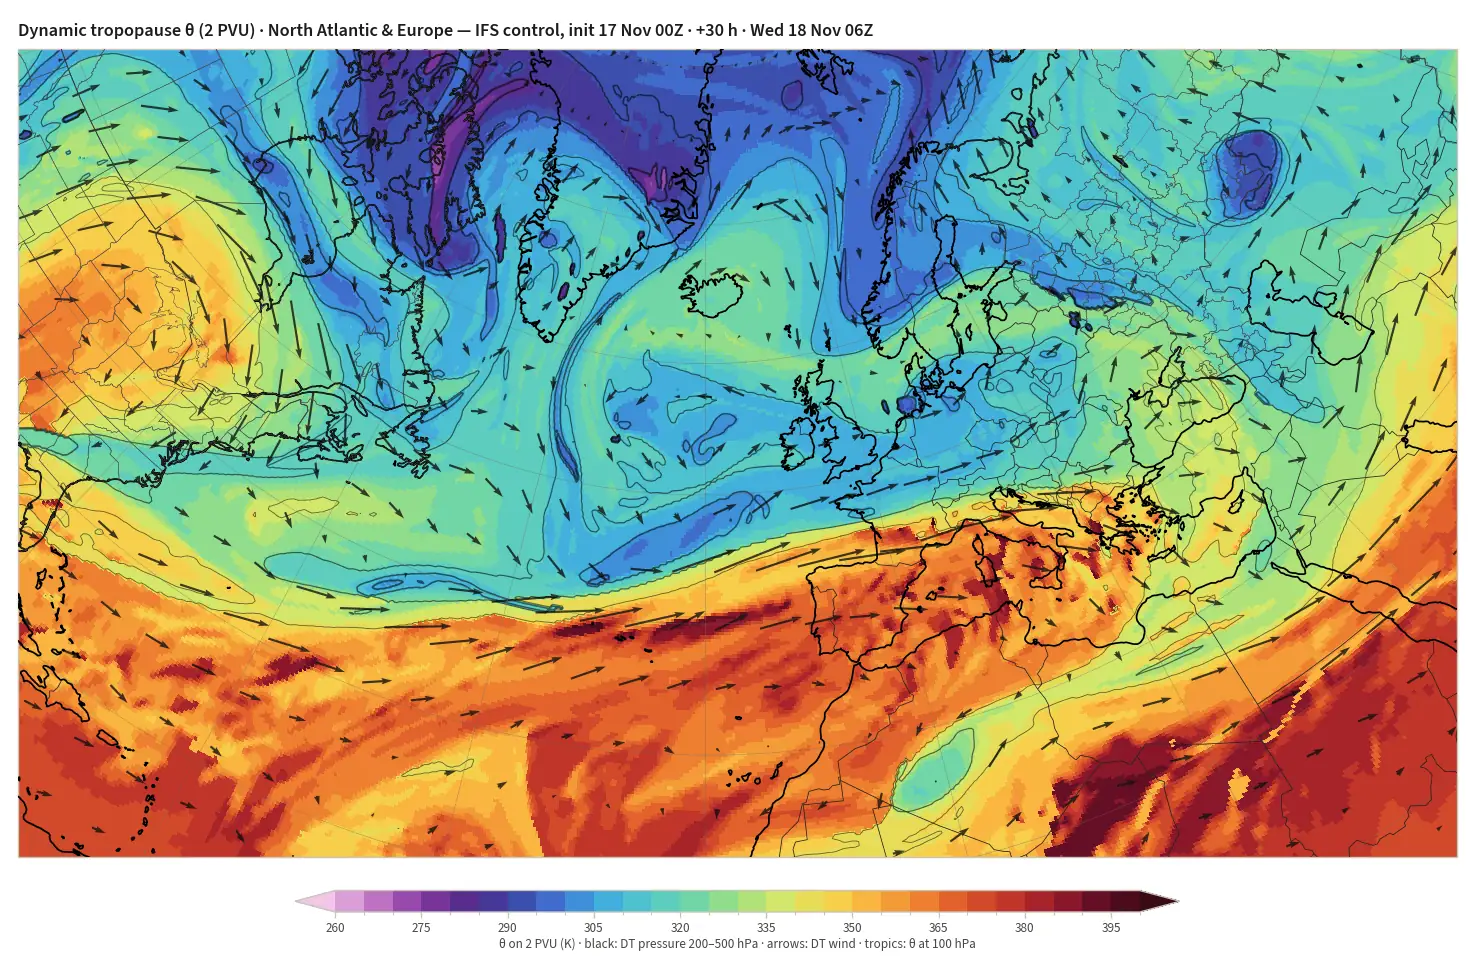 Dynamic tropopause θ (2 PVU) · North Atlantic & Europe — IFS control, init 17 Nov 00Z · +30 h · Wed 18 Nov 06Z
260 275 290 305 320 335 350 365 380 395
θ on 2 PVU (K) · black: DT pressure 200–500 hPa · arrows: DT wind · tropics: θ at 100 hPa